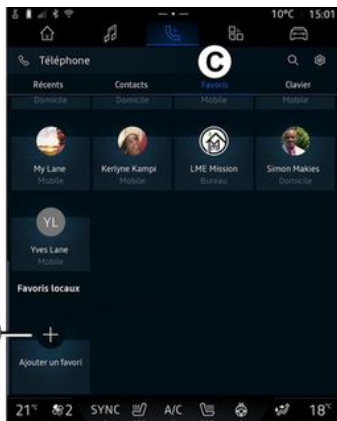 10°C 15:01
Téléphone
C
Récents Contacts Favoris Clavier
Domicile Domicile Mobile Mobile
My Lane Kerlyne Kampi LME Mission Simon Makies
Mobile Mobile Bureau Domicile
YL
Yves Lane
Mobile
Favoris locaux
+
Ajouter un favori
21°C 2 SYNC A/C 18°C